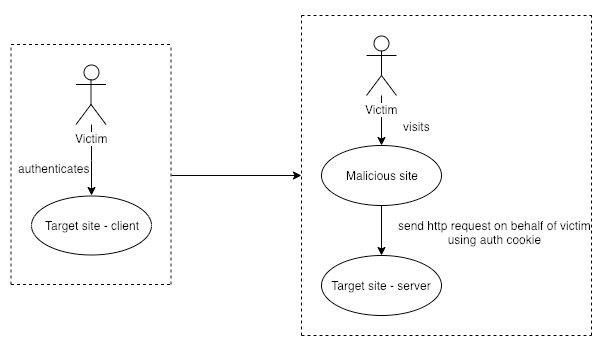 Victim
authenticates
Target site - client
Victim
visits
Malicious site
send http request on behalf of victim
using auth cookie
Target site - server